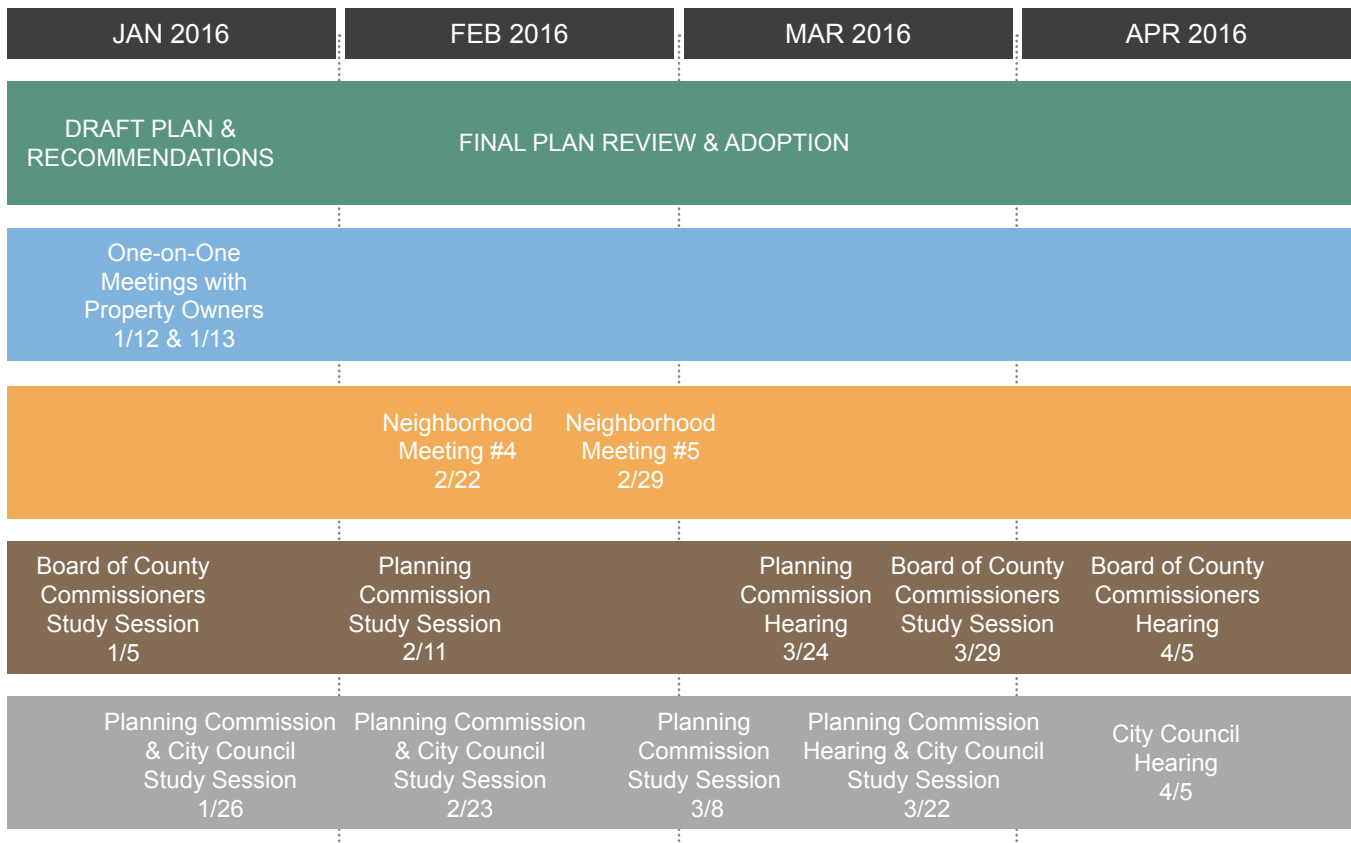 JAN 2016
FEB 2016
MAR 2016
APR 2016
DRAFT PLAN &
RECOMMENDATIONS
FINAL PLAN REVIEW & ADOPTION
One-on-One
Meetings with
Property Owners
1/12 & 1/13
Neighborhood
Meeting #4
2/22
Neighborhood
Meeting #5
2/29
Board of County
Commissioners
Study Session
1/5
Planning
Commission
Study Session
2/11
Planning
Commission
Hearing
3/24
Board of County
Commissioners
Study Session
3/29
Board of County
Commissioners
Hearing
4/5
Planning Commission
& City Council
Study Session
1/26
Planning Commission
& City Council
Study Session
2/23
Planning
Commission
Study Session
3/8
Planning Commission
Hearing & City Council
Study Session
3/22
City Council
Hearing
4/5